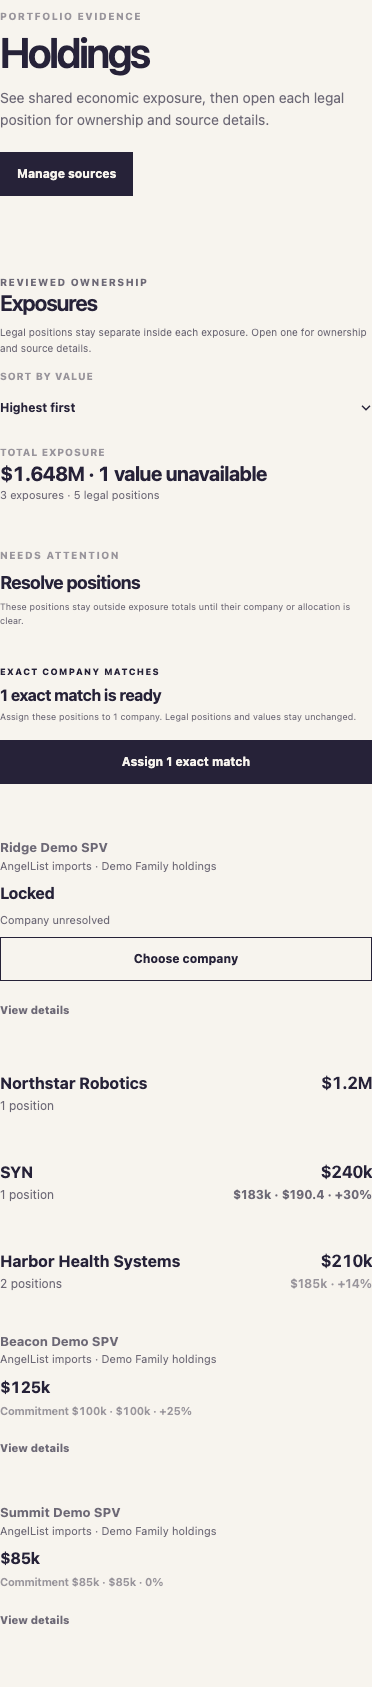 PORTFOLIO EVIDENCE
Holdings
See shared economic exposure, then open each legal
position for ownership and source details.
Manage sources
REVIEWED OWNERSHIP
Exposures
Legal positions stay separate inside each exposure. Open one for ownership
and source details.
SORT BY VALUE
Highest first
TOTAL EXPOSURE
$1.648M · 1 value unavailable
3 exposures · 5 legal positions
NEEDS ATTENTION
Resolve positions
These positions stay outside exposure totals until their company or allocation is
clear.
EXACT COMPANY MATCHES
1 exact match is ready
Assign these positions to 1 company. Legal positions and values stay unchanged.
Assign 1 exact match
Ridge Demo SPV
AngelList imports · Demo Family holdings
Locked
Company unresolved
Choose company
View details
Northstar Robotics $1.2M
1 position
SYN $240k
1 position $183k · $190.4 · +30%
Harbor Health Systems $210k
2 positions $185k · +14%
Beacon Demo SPV
AngelList imports · Demo Family holdings
$125k
Commitment $100k · $100k · +25%
View details
Summit Demo SPV
AngelList imports · Demo Family holdings
$85k
Commitment $85k · $85k · 0%
View details